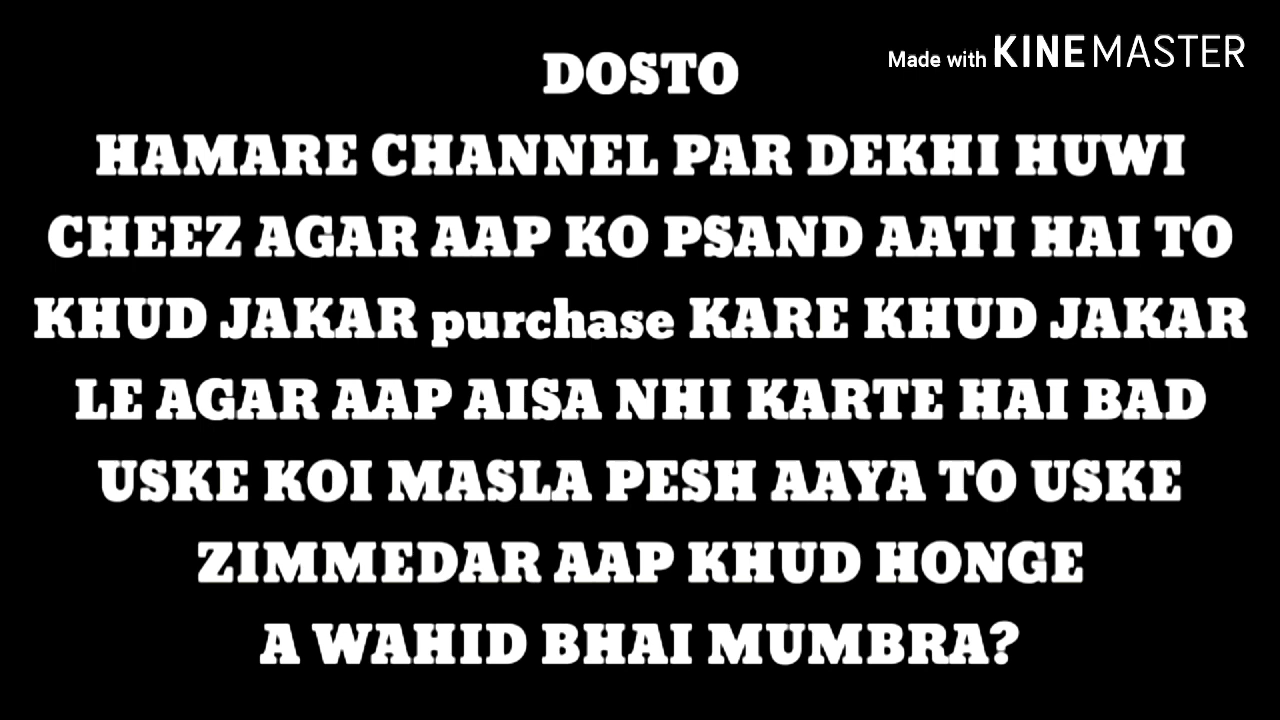 Made with KINEMASTER
DOSTO
HAMARE CHANNEL PAR DEKHI HUWI
CHEEZ AGAR AAP KO PSAND AATI HAI TO
KHUD JAKAR purchase KARE KHUD JAKAR
LE AGAR AAP AISA NHI KARTE HAI BAD
USKE KOI MASLA PESH AAYA TO USKE
ZIMMEDAR AAP KHUD HONGE
A WAHID BHAI MUMBRA?